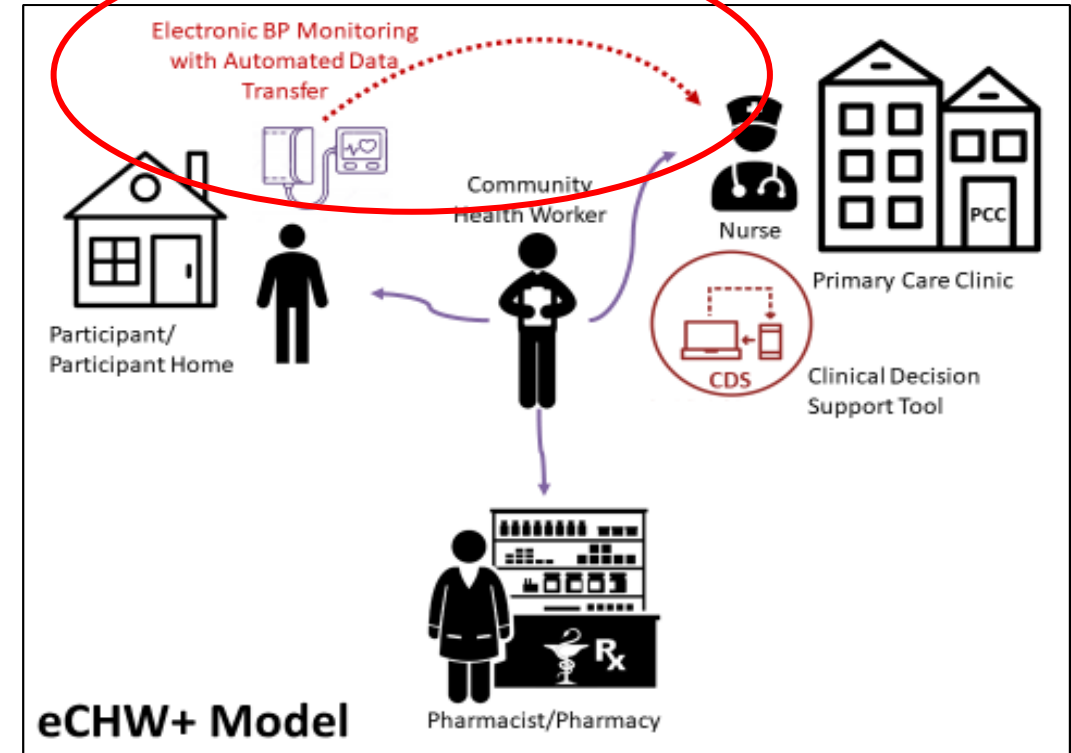 Electronic BP Monitoring
with Automated Data
Transfer
Community
Health Worker
Nurse
PCC
Primary Care Clinic
Participant/
Participant Home
CDS
Clinical Decision
Support Tool
Rx
eCHW+ Model
Pharmacist/Pharmacy